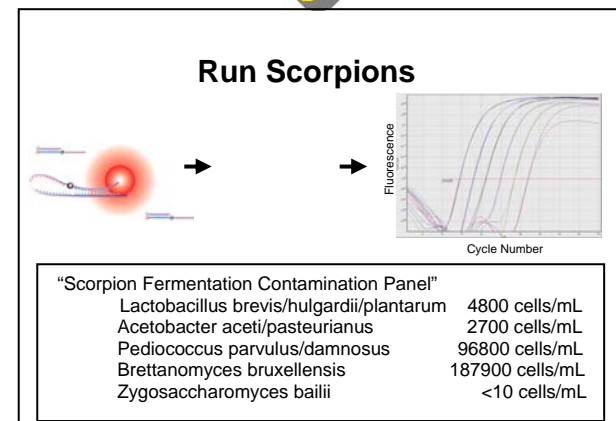 Run Scorpions
Fluorescence
Cycle Number
“Scorpion Fermentation Contamination Panel”
Lactobacillus brevis/hulgardii/plantarum 4800 cells/mL
Acetobacter aceti/pasteurianus 2700 cells/mL
Pediococcus parvulus/damnosus 96800 cells/mL
Brettanomyces bruxellensis 187900 cells/mL
Zygosaccharomyces bailii <10 cells/mL